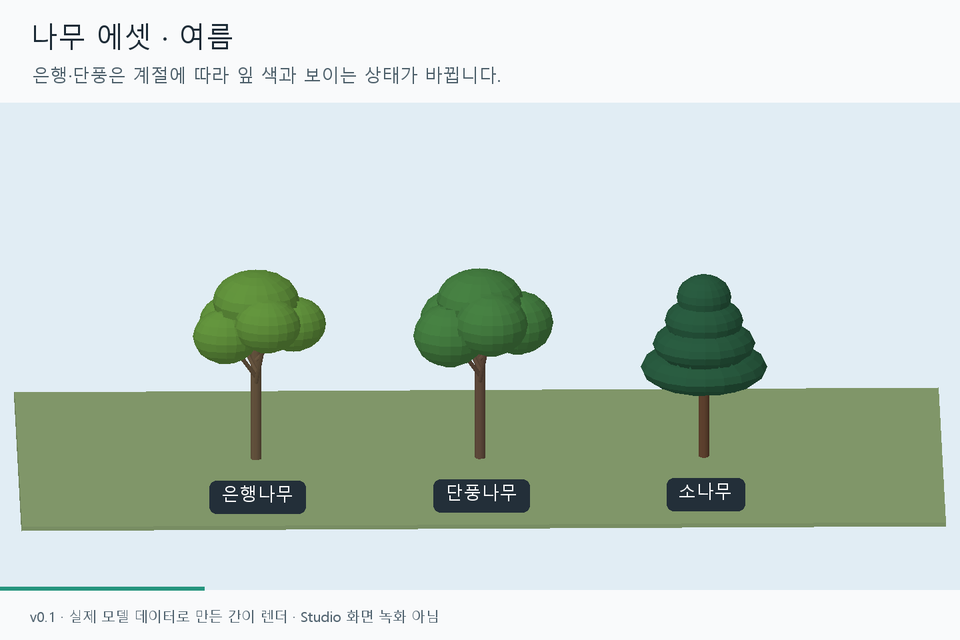 나무 에셋 · 여름
은행·단풍은 계절에 따라 잎 색과 보이는 상태가 바뀝니다.
은행나무
단풍나무
소나무
v0.1 · 실제 모델 데이터로 만든 간이 렌더 · Studio 화면 녹화 아님